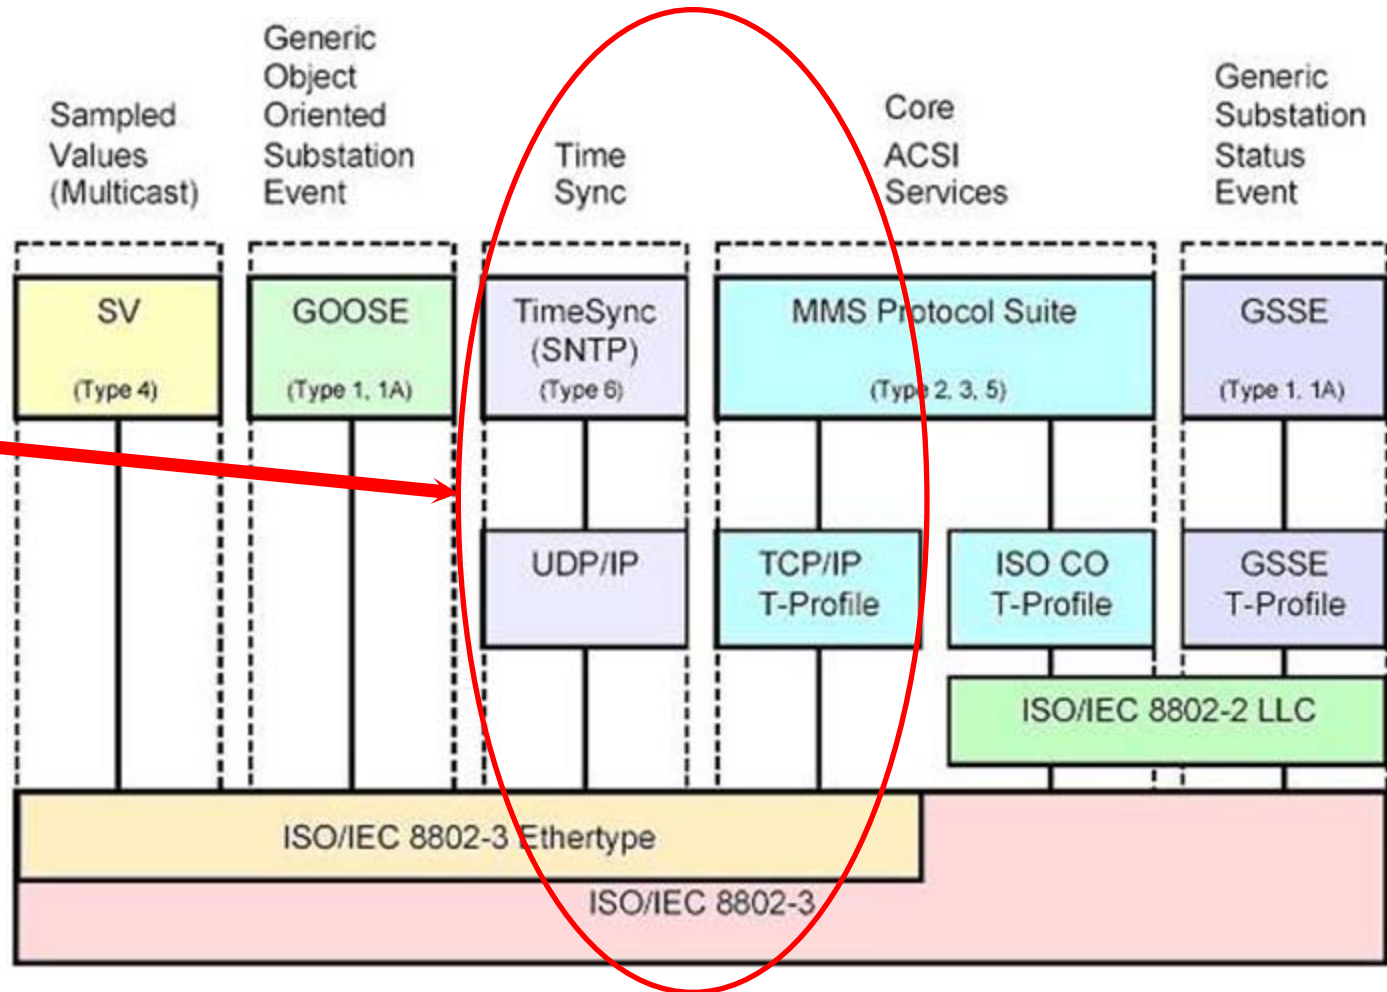 Sampled
Values
(Multicast)
Generic
Object
Oriented
Substation
Event
Time
Sync
Core
ACSI
Services
Generic
Substation
Status
Event
SV
(Type 4)
GOOSE
(Type 1, 1A)
TimeSync
(SNTP)
(Type 6)
MMS Protocol Suite
(Type 2, 3, 5)
GSSE
(Type 1, 1A)
UDP/IP
TCP/IP
T-Profile
ISO CO
T-Profile
GSSE
T-Profile
ISO/IEC 8802-2 LLC
ISO/IEC 8802-3 Ethertype
ISO/IEC 8802-3